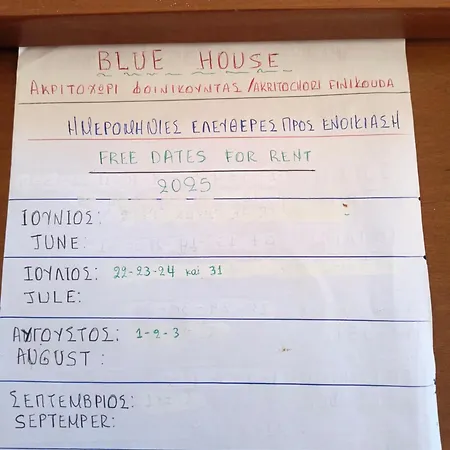 BLUE HOUSE
ΑΚΡΙΤΟΧΩΡΙ ΦΟΙΝΙΚΟΥΝΤΑΣ/AKRITOCHORI FINIKOUDA
ΗΜΕΡΟΜΗΝΙΕΣ ΕΛΕΥΘΕΡΕΣ ΠΡΟΣ ΕΝΟΙΚΙΑΣΗ
FREE DATES FOR RENT
2025
ΙΟΥΝΙΟΣ:
JUNE:
ΙΟΥΛΙΟΣ: 22-23-24 και 31
JULE:
ΑΥΓΟΥΣΤΟΣ: 1-2-3
AUGUST:
ΣΕΠΤΕΜΒΡΙΟΣ:
SEPTEMPER: